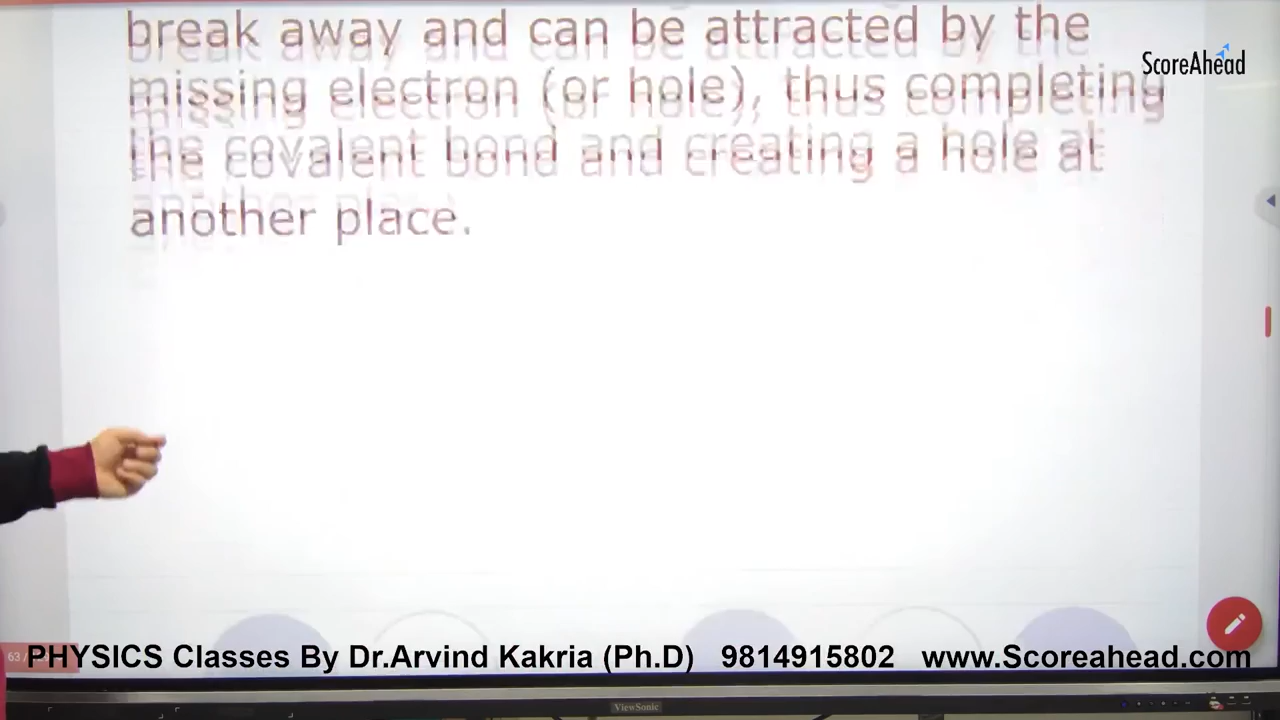 break away and can be attracted by the
ScoreAhead
missing electron (or hole), thus completing
the covalent bond and creating a hole at
another place.
63 /
PHYSICS Classes By Dr.Arvind Kakria (Ph.D) 9814915802 www.Scoreahead.com
ViewSonic